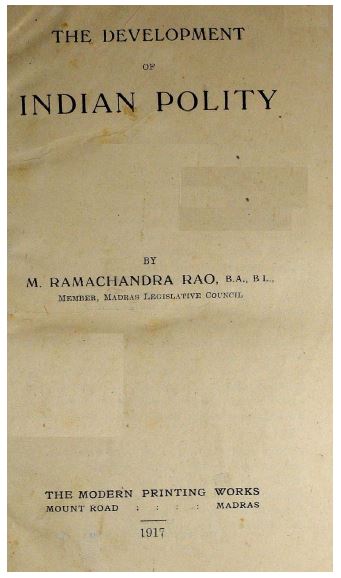 THE DEVELOPMENT
OF
INDIAN POLITY
BY
M. RAMACHANDRA RAO, B.A., B L.,
MEMBER, MADRAS LEGISLATIVE COUNCIL
THE MODERN PRINTING WORKS
MOUNT ROAD : : : : MADRAS
1917